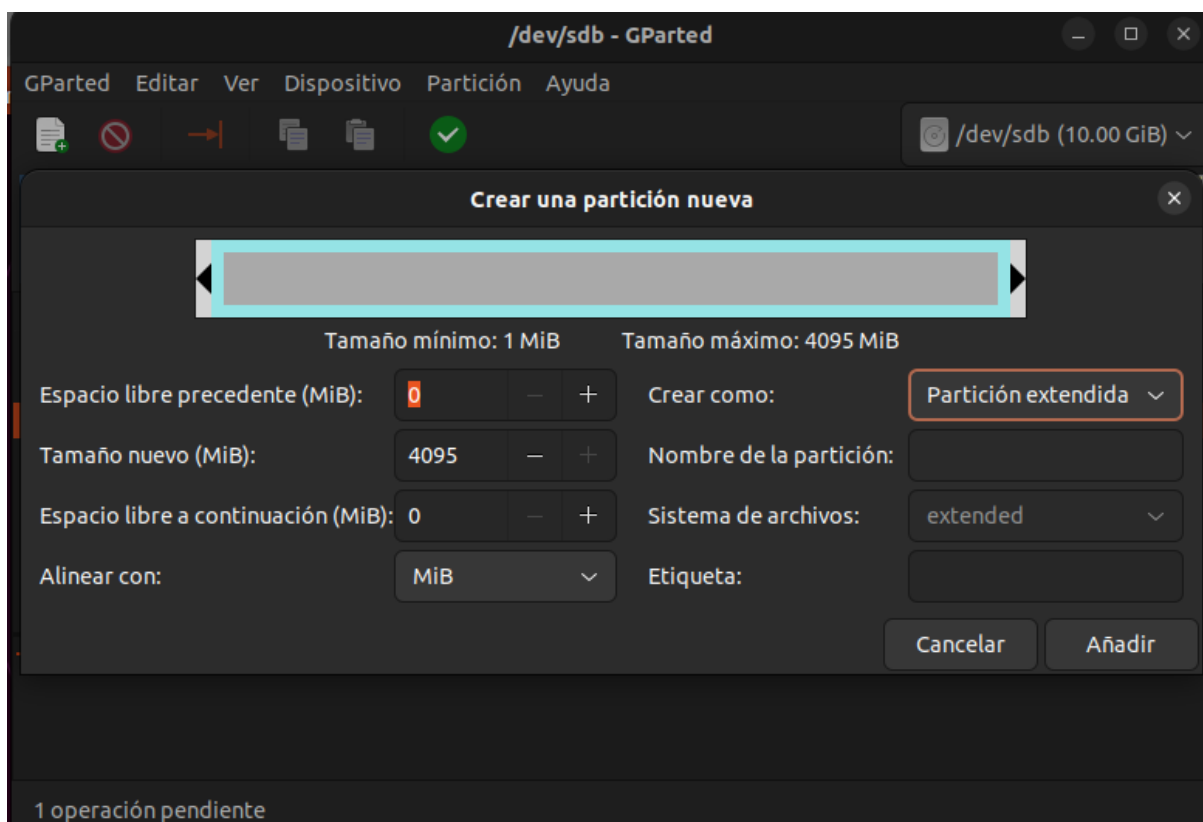 /dev/sdb - GParted
GParted Editar Ver Dispositivo Partición Ayuda
/dev/sdb (10.00 GiB)
Crear una partición nueva
Tamaño mínimo: 1 MiB Tamaño máximo: 4095 MiB
Espacio libre precedente (MiB): 0 Crear como: Partición extendida
Tamaño nuevo (MiB): 4095 Nombre de la partición:
Espacio libre a continuación (MiB): 0 Sistema de archivos: extended
Alinear con: MiB Etiqueta:
Cancelar Añadir
1 operación pendiente